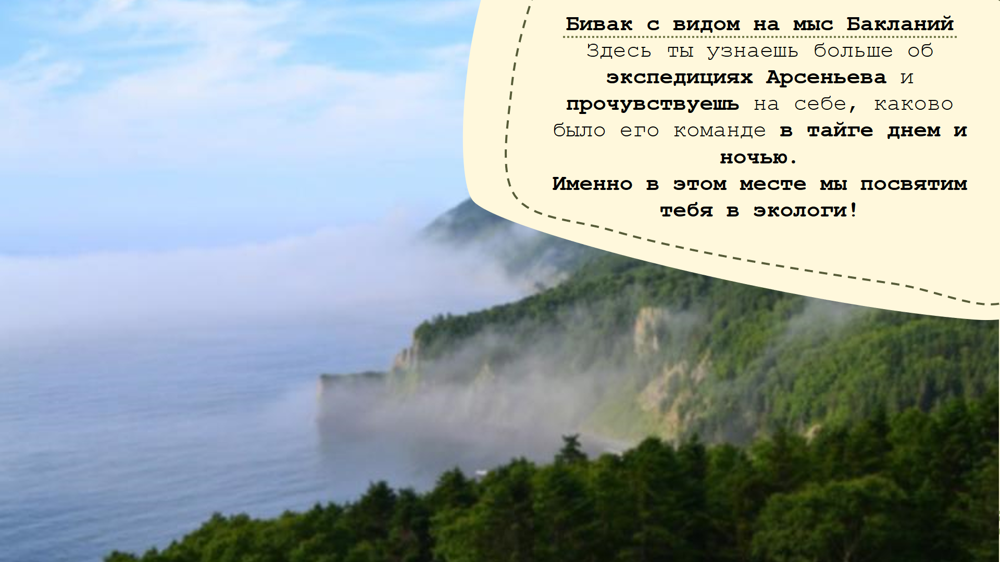 Бивак с видом на мыс Бакланий
Здесь ты узнаешь больше об
экспедициях Арсеньева и
прочувствуешь на себе, каково
было его команде в тайге днем и
ночью.
Именно в этом месте мы посвятим
тебя в экологи!